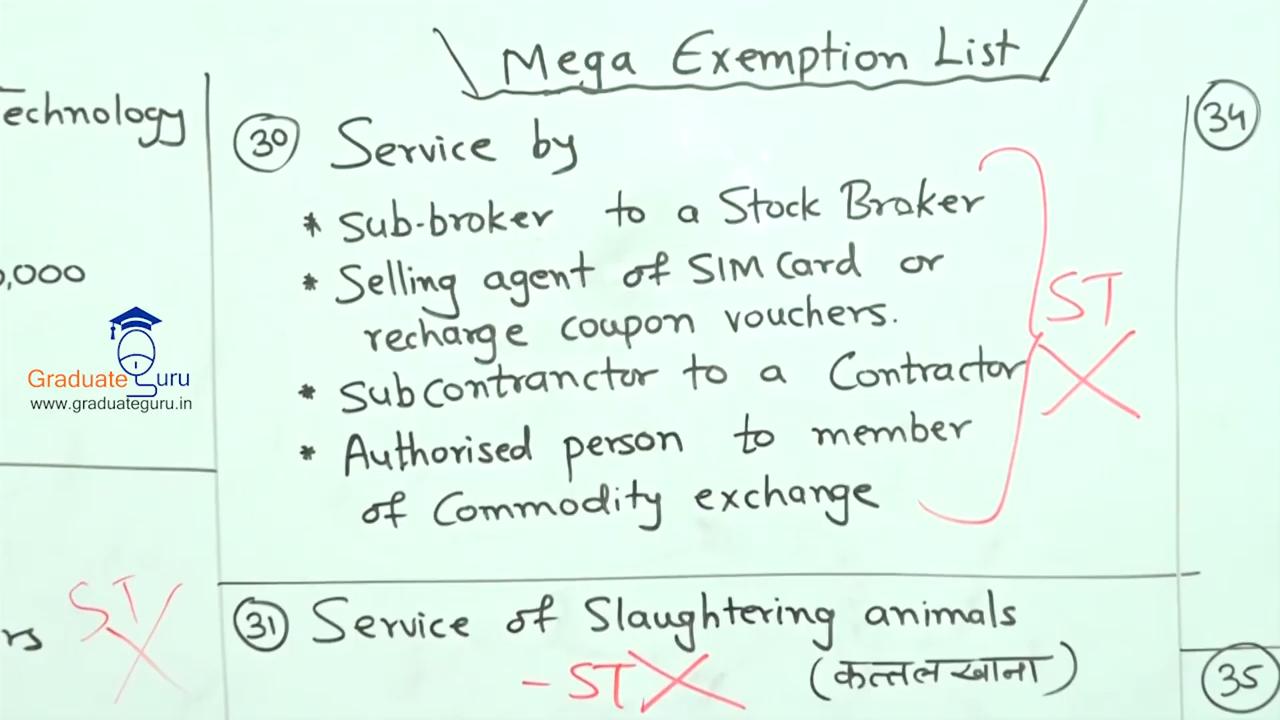 Mega Exemption List
echnology
,000
Graduate Guru
www.graduateguru.in
rs ST X
30 Service by
* Sub-broker to a Stock Broker
* Selling agent of SIM Card or
recharge coupon vouchers.
* Subcontranctor to a Contractor
* Authorised person to member
of Commodity exchange
ST
X
31 Service of Slaughtering animals
- ST X (कत्तलखाना)
34
35